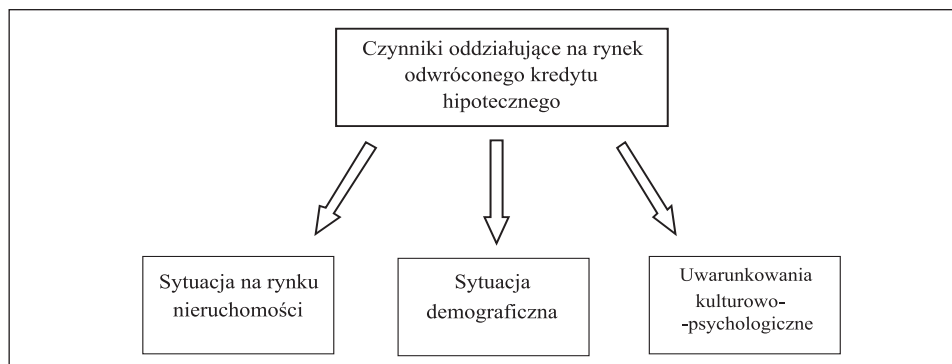 Czynniki oddziałujące na rynek
odwróconego kredytu
hipotecznego
Sytuacja na rynku
nieruchomości
Sytuacja
demograficzna
Uwarunkowania
kulturowo-
-psychologiczne